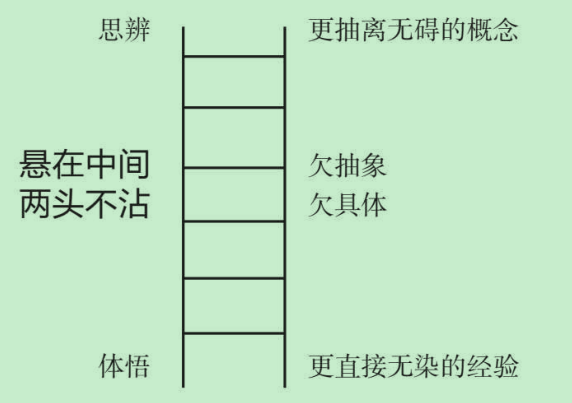 思辨
更抽离无碍的概念
悬在中间
两头不沾
欠抽象
欠具体
体悟
更直接无染的经验